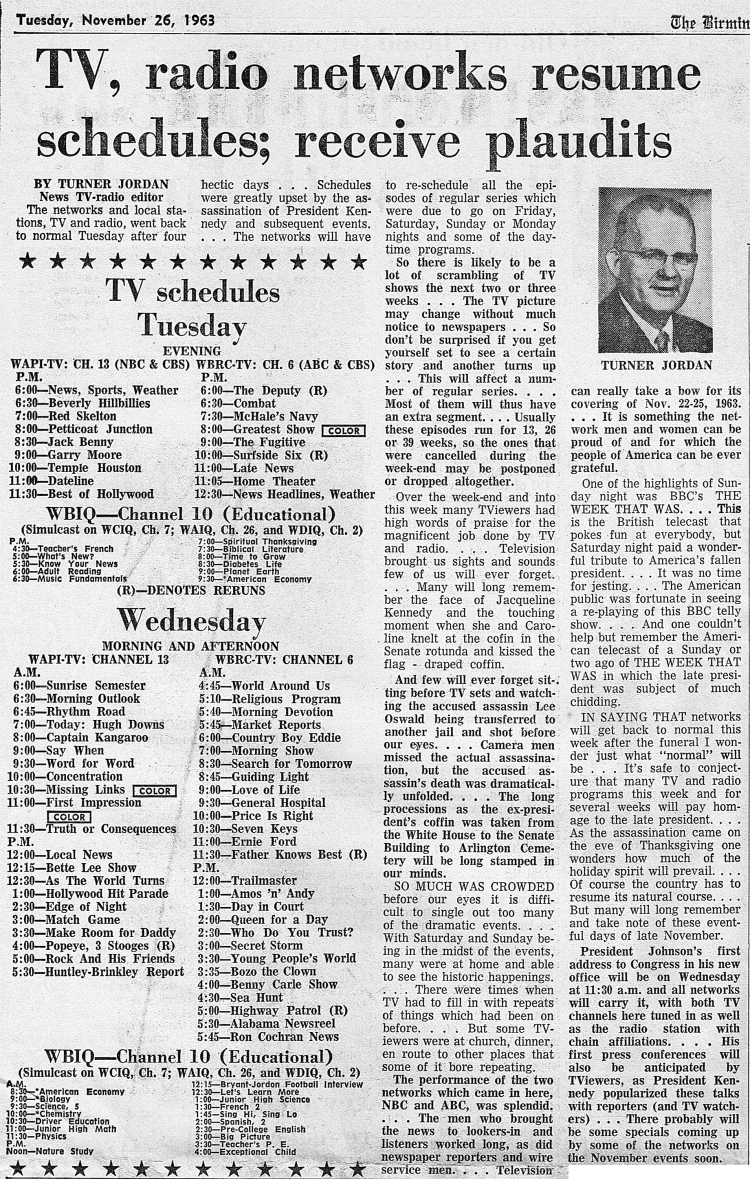 Tuesday, November 26, 1963
The Birmin
TV, radio networks resume
schedules; receive plaudits
BY TURNER JORDAN
News TV-radio editor
The networks and local sta-
tions, TV and radio, went back
to normal Tuesday after four
hectic days . . . Schedules
were greatly upset by the as-
sassination of President Ken-
nedy and subsequent events.
. . . The networks will have
★ ★ ★ ★ ★ ★ ★ ★ ★ ★ ★ ★
TV schedules
Tuesday
EVENING
WAPI-TV: CH. 13 (NBC & CBS)
P.M.
6:00—News, Sports, Weather
6:30—Beverly Hillbillies
7:00—Red Skelton
8:00—Petticoat Junction
8:30—Jack Benny
9:00—Garry Moore
10:00—Temple Houston
11:00—Dateline
11:30—Best of Hollywood
WBRC-TV: CH. 6 (ABC & CBS)
P.M.
6:00—The Deputy (R)
6:30—Combat
7:30—McHale's Navy
8:00—Greatest Show COLOR
9:00—The Fugitive
10:00—Surfside Six (R)
11:00—Late News
11:05—Home Theater
12:30—News Headlines, Weather
WBIQ—Channel 10 (Educational)
(Simulcast on WCIQ, Ch. 7; WAIQ, Ch. 26, and WDIQ, Ch. 2)
P.M.
4:30—Teacher's French
5:00—What's New?
5:30—Know Your News
6:00—Adult Reading
6:30—Music Fundamentals
7:00—Spiritual Thanksgiving
7:30—Biblical Literature
8:00—Time to Grow
8:30—Diabetes Life
9:00—Planet Earth
9:30—*American Economy
(R)—DENOTES RERUNS
Wednesday
MORNING AND AFTERNOON
WAPI-TV: CHANNEL 13
A.M.
6:00—Sunrise Semester
6:30—Morning Outlook
6:45—Rhythm Road
7:00—Today: Hugh Downs
8:00—Captain Kangaroo
9:00—Say When
9:30—Word for Word
10:00—Concentration
10:30—Missing Links COLOR
11:00—First Impression
COLOR
11:30—Truth or Consequences
P.M.
12:00—Local News
12:15—Bette Lee Show
12:30—As The World Turns
1:00—Hollywood Hit Parade
2:30—Edge of Night
3:00—Match Game
3:30—Make Room for Daddy
4:00—Popeye, 3 Stooges (R)
5:00—Rock And His Friends
5:30—Huntley-Brinkley Report
WBRC-TV: CHANNEL 6
A.M.
4:45—World Around Us
5:10—Religious Program
5:40—Morning Devotion
5:45—Market Reports
6:00—Country Boy Eddie
7:00—Morning Show
8:30—Search for Tomorrow
8:45—Guiding Light
9:00—Love of Life
9:30—General Hospital
10:00—Price Is Right
10:30—Seven Keys
11:00—Ernie Ford
11:30—Father Knows Best (R)
P.M.
12:00—Trailmaster
1:00—Amos 'n' Andy
1:30—Day in Court
2:00—Queen for a Day
2:30—Who Do You Trust?
3:00—Secret Storm
3:30—Young People's World
3:35—Bozo the Clown
4:00—Benny Carle Show
4:30—Sea Hunt
5:00—Highway Patrol (R)
5:30—Alabama Newsreel
5:45—Ron Cochran News
WBIQ—Channel 10 (Educational)
(Simulcast on WCIQ, Ch. 7; WAIQ, Ch. 26, and WDIQ, Ch. 2)
A.M.
8:30—*American Economy
9:00—*Biology
9:30—Science, 5
10:00—*Chemistry
10:30—Driver Education
11:00—Junior High Math
11:30—Physics
P.M.
Noon—Nature Study
12:15—Bryant-Jordon Football Interview
12:30—Let's Learn More
1:00—Junior High Science
1:30—French 2
1:45—Sing Hi, Sing Lo
2:00—Spanish, 2
2:30—Pre-College English
3:00—Big Picture
3:30—Teacher's P. E.
4:00—Exceptional Child
★ ★ ★ ★ ★ ★ ★ ★ ★ ★ ★ ★
to re-schedule all the epi-
sodes of regular series which
were due to go on Friday,
Saturday, Sunday or Monday
nights and some of the day-
time programs.
So there is likely to be a
lot of scrambling of TV
shows the next two or three
weeks . . . The TV picture
may change without much
notice to newspapers . . . So
don't be surprised if you get
yourself set to see a certain
story and another turns up
. . . This will affect a num-
ber of regular series. . . .
Most of them will thus have
an extra segment. . . . Usually
these episodes run for 13, 26
or 39 weeks, so the ones that
were cancelled during the
week-end may be postponed
or dropped altogether.
Over the week-end and into
this week many TViewers had
high words of praise for the
magnificent job done by TV
and radio. . . . Television
brought us sights and sounds
few of us will ever forget.
. . . Many will long remem-
ber the face of Jacqueline
Kennedy and the touching
moment when she and Caro-
line knelt at the cofin in the
Senate rotunda and kissed the
flag - draped coffin.
And few will ever forget sit-
ting before TV sets and watch-
ing the accused assassin Lee
Oswald being transferred to
another jail and shot before
our eyes. . . . Camera men
missed the actual assassina-
tion, but the accused as-
sassin's death was dramatical-
ly unfolded. . . . The long
processions as the ex-presi-
dent's coffin was taken from
the White House to the Senate
Building to Arlington Ceme-
tery will be long stamped in
our minds.
SO MUCH WAS CROWDED
before our eyes it is diffi-
cult to single out too many
of the dramatic events. . . .
With Saturday and Sunday be-
ing in the midst of the events,
many were at home and able
to see the historic happenings.
. . . There were times when
TV had to fill in with repeats
of things which had been on
before. . . . But some TV-
iewers were at church, dinner,
en route to other places that
some of it bore repeating.
The performance of the two
networks which came in here,
NBC and ABC, was splendid.
. . . The men who brought
the news to lookers-in and
listeners worked long, as did
newspaper reporters and wire
service men. . . . Television
TURNER JORDAN
can really take a bow for its
covering of Nov. 22-25, 1963.
. . . It is something the net-
work men and women can be
proud of and for which the
people of America can be ever
grateful.
One of the highlights of Sun-
day night was BBC's THE
WEEK THAT WAS. . . . This
is the British telecast that
pokes fun at everybody, but
Saturday night paid a wonder-
ful tribute to America's fallen
president. . . . It was no time
for jesting. . . . The American
public was fortunate in seeing
a re-playing of this BBC telly
show. . . . And one couldn't
help but remember the Ameri-
can telecast of a Sunday or
two ago of THE WEEK THAT
WAS in which the late presi-
dent was subject of much
chidding.
IN SAYING THAT networks
will get back to normal this
week after the funeral I won-
der just what "normal" will
be . . . It's safe to conject-
ure that many TV and radio
programs this week and for
several weeks will pay hom-
age to the late president. . . .
As the assassination came on
the eve of Thanksgiving one
wonders how much of the
holiday spirit will prevail. . . .
Of course the country has to
resume its natural course. . . .
But many will long remember
and take note of these event-
ful days of late November.
President Johnson's first
address to Congress in his new
office will be on Wednesday
at 11:30 a.m. and all networks
will carry it, with both TV
channels here tuned in as well
as the radio station with
chain affiliations. . . . His
first press conferences will
also be anticipated by
TViewers, as President Ken-
nedy popularized these talks
with reporters (and TV watch-
ers) . . . There probably will
be some specials coming up
by some of the networks on
the November events soon.